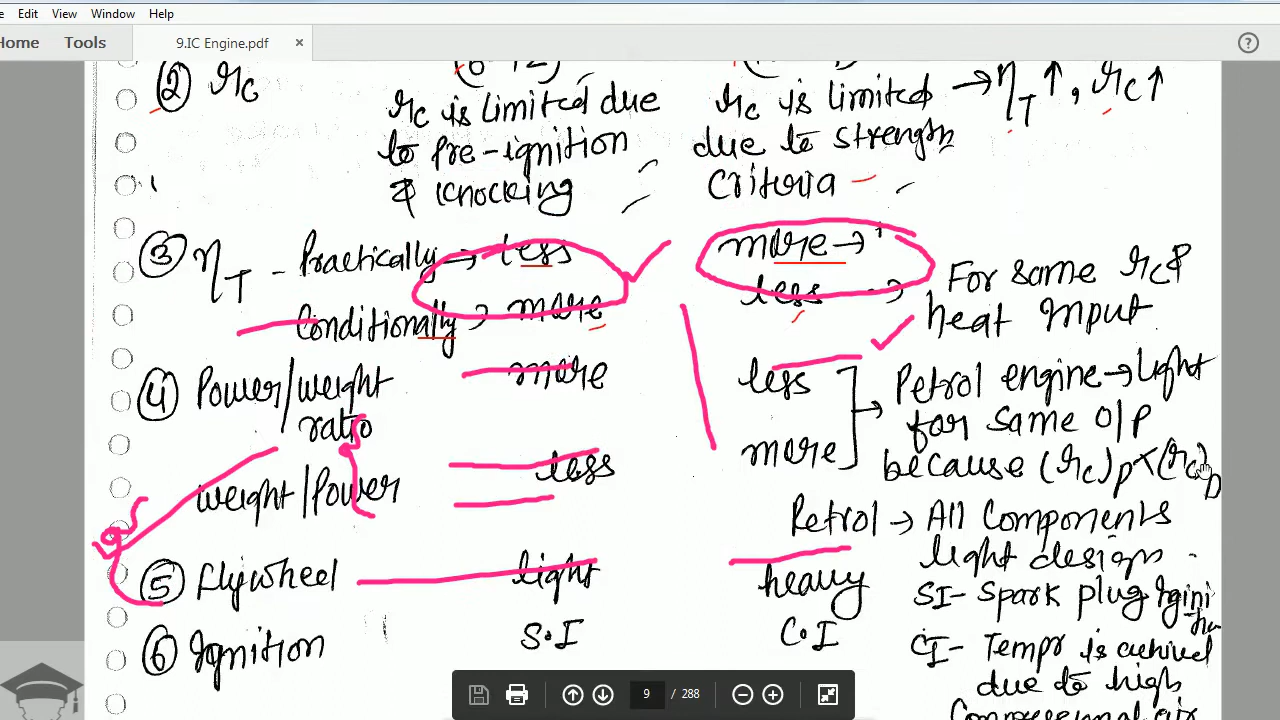 Edit View Window Help
Home Tools 9.IC Engine.pdf ×
② rc
rc is limited due to Pre-ignition & Knocking
rc is limited due to strength Criteria
→ ηT ↑, rc ↑
③ ηT - Practically → less more →
Conditionally → more less → For same rc & heat Input
④ Power/weight ratio more less
weight/Power less more
→ Petrol engine → light for same O/P because (rc)P < (rc)D
Petrol → All Components light design
⑤ Flywheel light heavy
⑥ Ignition S.I C.I
SI - Spark plug
CI - Tempr is achived due to high
9 / 288